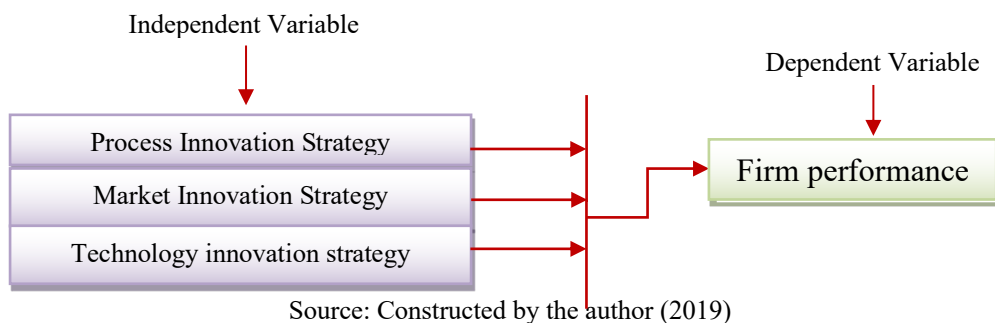 Independent Variable
Dependent Variable
Process Innovation Strategy
Market Innovation Strategy
Technology innovation strategy
Firm performance
Source: Constructed by the author (2019)